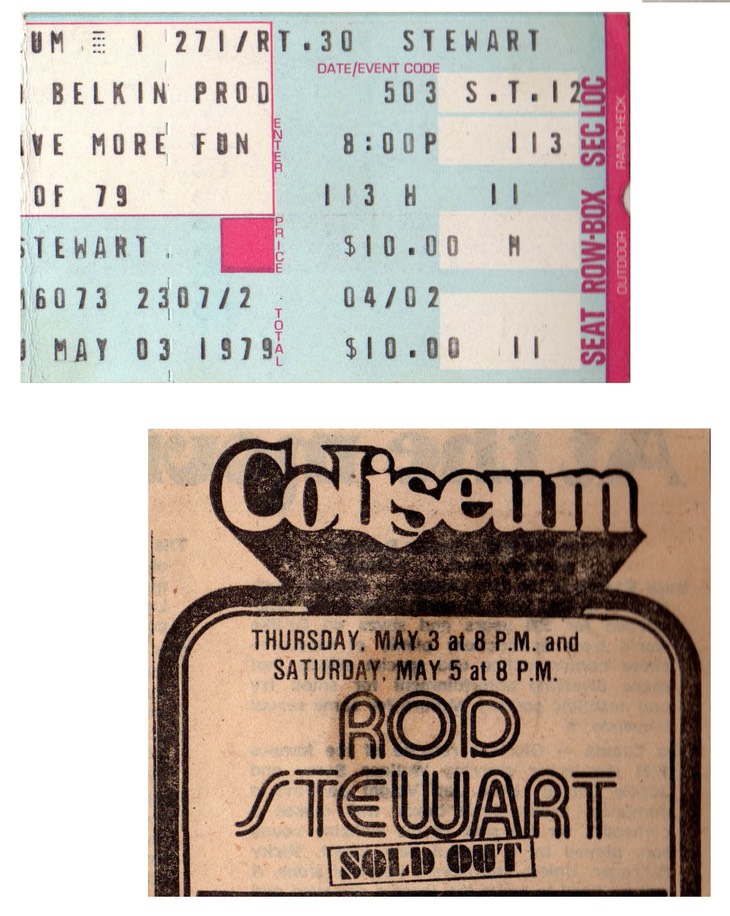 UM 1 271/RT.30 STEWART
DATE/EVENT CODE
BELKIN PROD 503 S.T.12
ENTER
VE MORE FUN 8:00P 113
OF 79 113 H 11
PRICE
STEWART. $10.00 H
6073 2307/2 04/02
TOTAL
MAY 03 1979 $10.00 11
SEAT ROW·BOX SEC LOC
OUTDOOR RAINCHECK
Coliseum
THURSDAY, MAY 3 at 8 P.M. and
SATURDAY, MAY 5 at 8 P.M.
ROD
STEWART
SOLD OUT